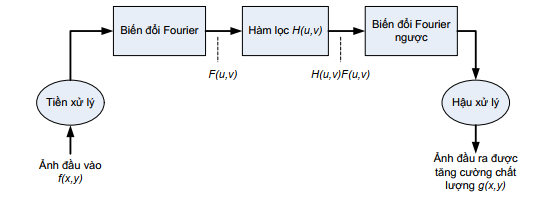 Biến đổi Fourier
Hàm lọc H(u,v)
Biến đổi Fourier
ngược
F(u,v)
H(u,v)F(u,v)
Tiền xử lý
Hậu xử lý
Ảnh đầu vào
f(x,y)
Ảnh đầu ra được
tăng cường chất
lượng g(x,y)